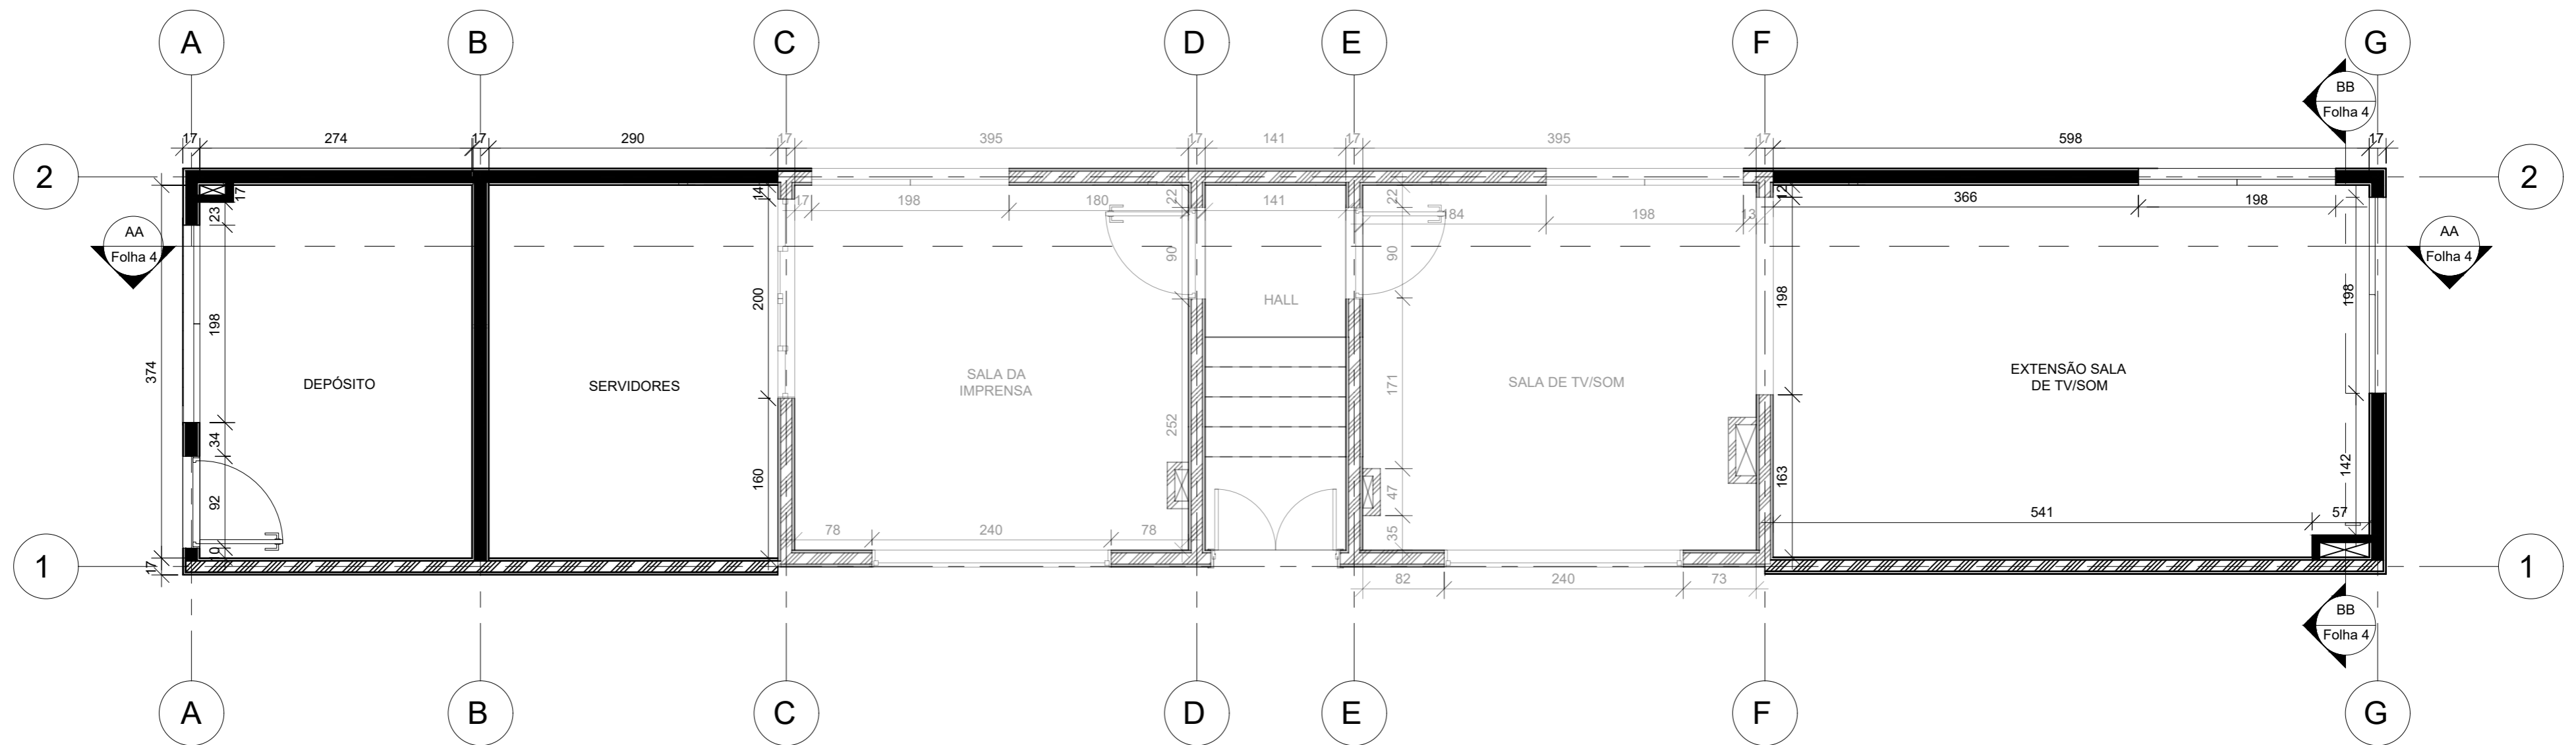 A B C D E F G
BB
Folha 4
17 274 17 290 17 395 17 141 17 395 17 598 17
2 2
17 14 22 22 12
23 17 198 180 141 184 198 13 366 198
AA
Folha 4
AA
Folha 4
90 90
198 200 198 198
HALL
374
DEPÓSITO
SERVIDORES
SALA DA
IMPRENSA
SALA DE TV/SOM
EXTENSÃO SALA
DE TV/SOM
171
252
34
92 160 47 163 142
78 240 78 35 541 57
10
17
1 1
82 240 73
BB
Folha 4
A B C D E F G